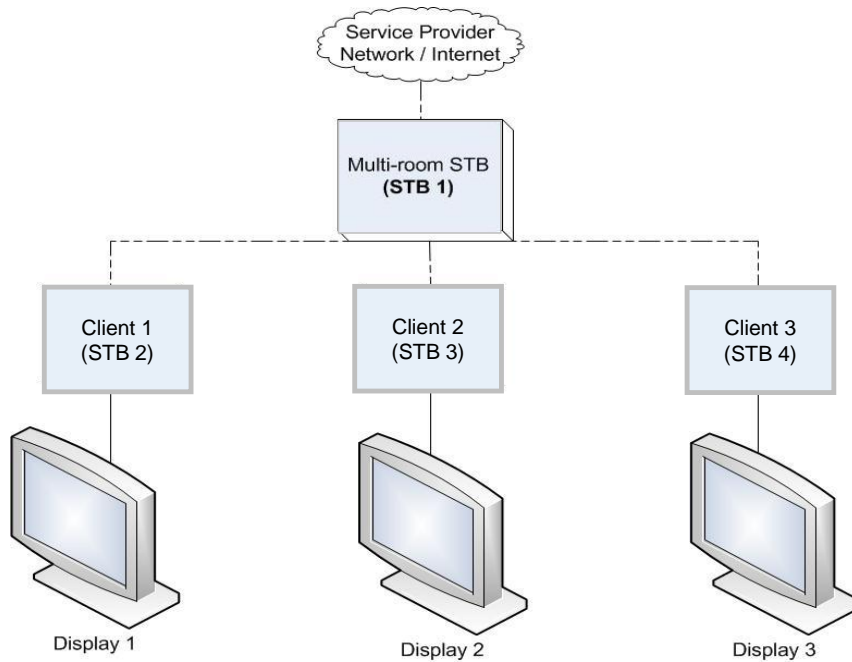 Service Provider
Network / Internet
Multi-room STB
(STB 1)
Client 1
(STB 2)
Client 2
(STB 3)
Client 3
(STB 4)
Display 1
Display 2
Display 3